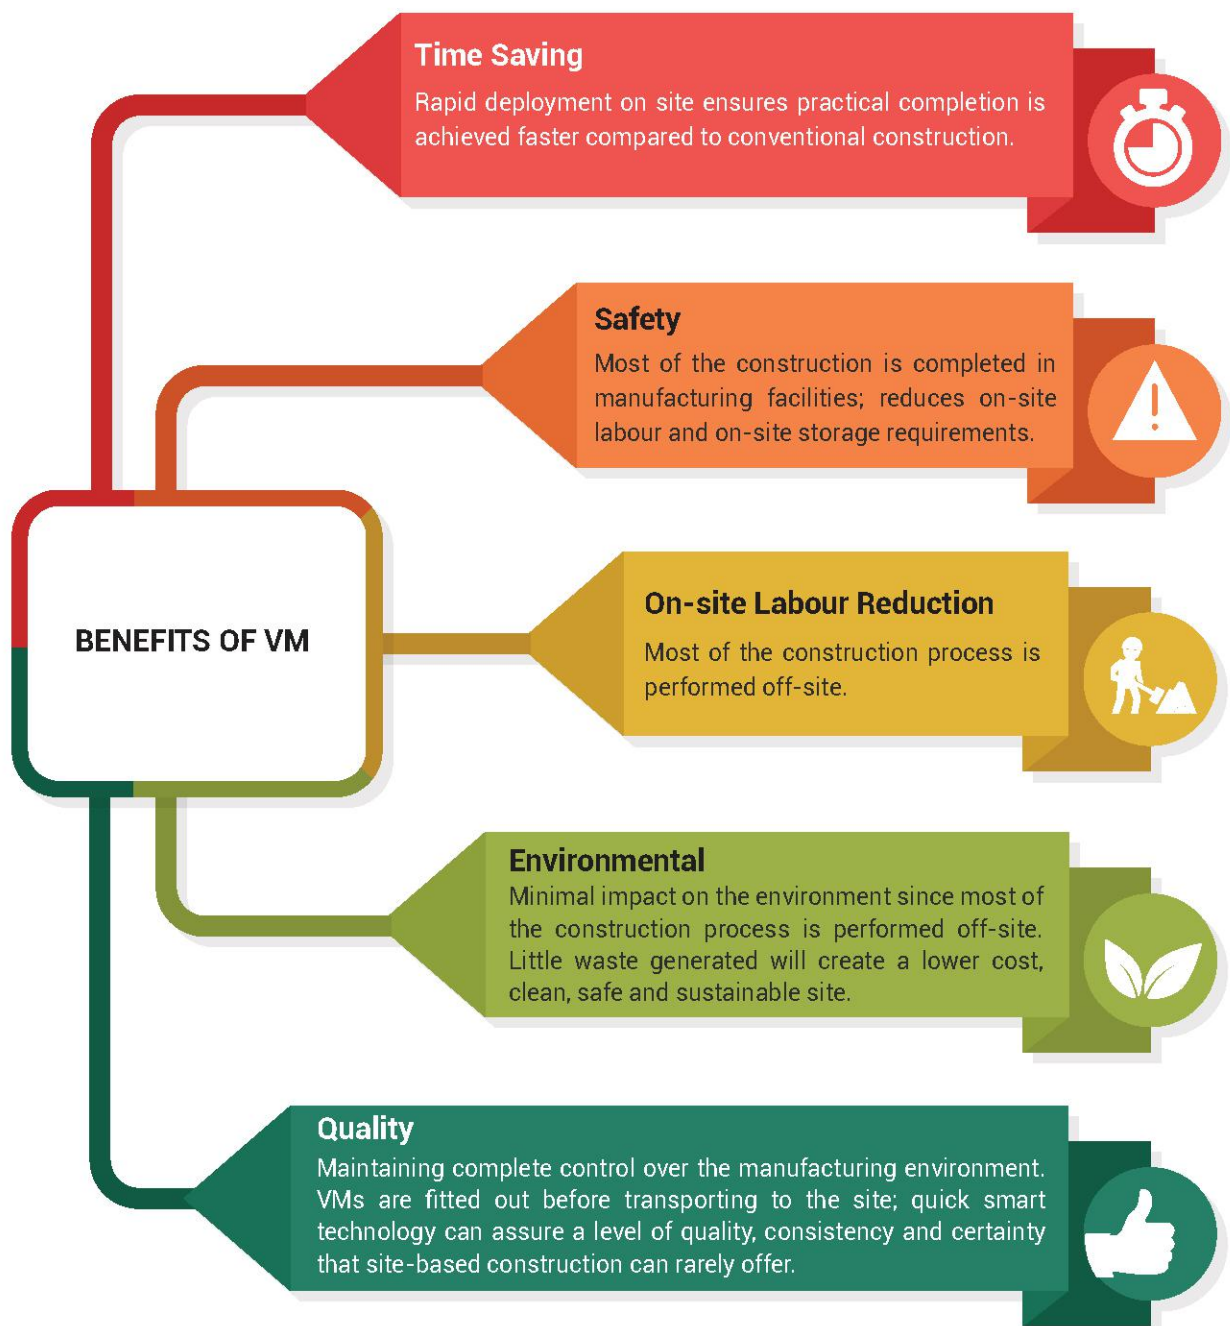 Time Saving
Rapid deployment on site ensures practical completion is
achieved faster compared to conventional construction.
Safety
Most of the construction is completed in
manufacturing facilities; reduces on-site
labour and on-site storage requirements.
BENEFITS OF VM
On-site Labour Reduction
Most of the construction process is
performed off-site.
Environmental
Minimal impact on the environment since most of
the construction process is performed off-site.
Little waste generated will create a lower cost,
clean, safe and sustainable site.
Quality
Maintaining complete control over the manufacturing environment.
VMs are fitted out before transporting to the site; quick smart
technology can assure a level of quality, consistency and certainty
that site-based construction can rarely offer.